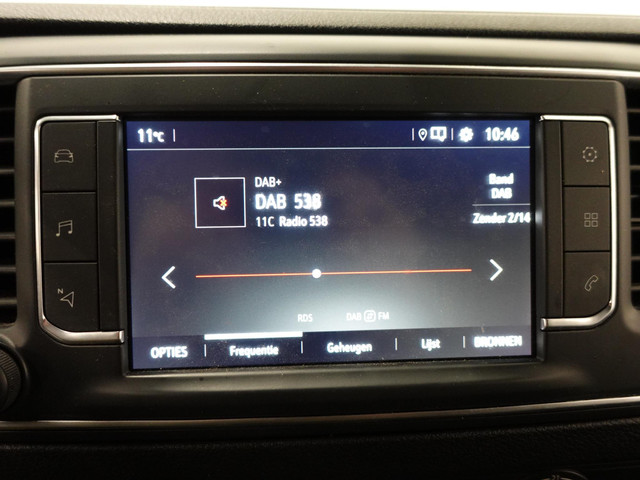 11°C
10:46
DAB+
DAB 538
11C Radio 538
Band
DAB
Zender 2/14
N
RDS
DAB FM
OPTIES
Frequentie
Geheugen
Lijst
BRONNEN